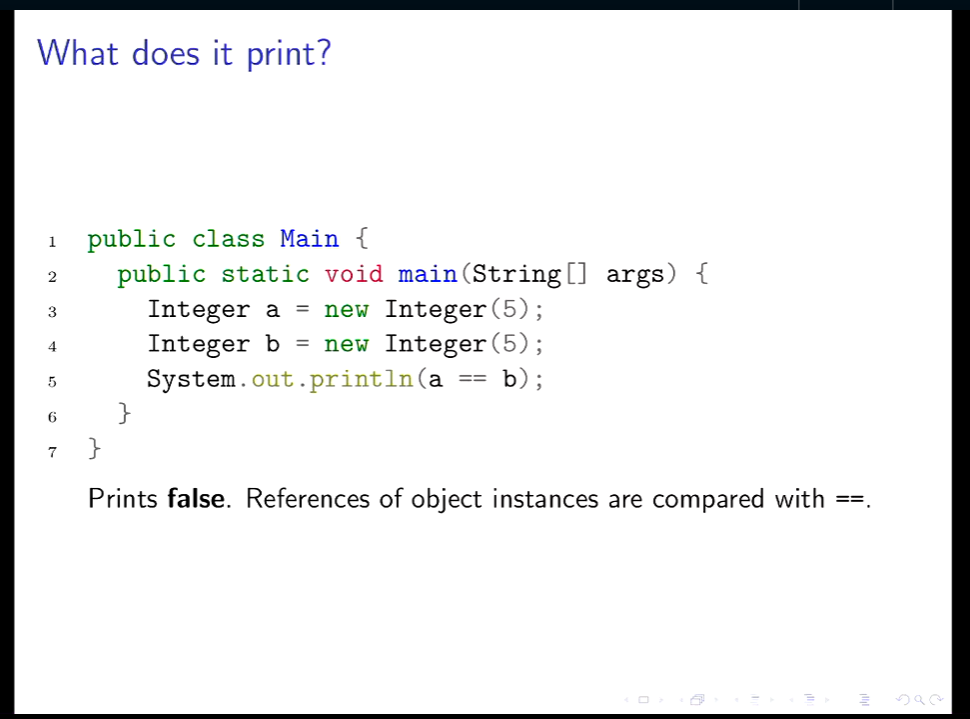 What does it print?
1 public class Main {
2 public static void main(String[] args) {
3 Integer a = new Integer(5);
4 Integer b = new Integer(5);
5 System.out.println(a == b);
6 }
7 }
Prints false. References of object instances are compared with ==.